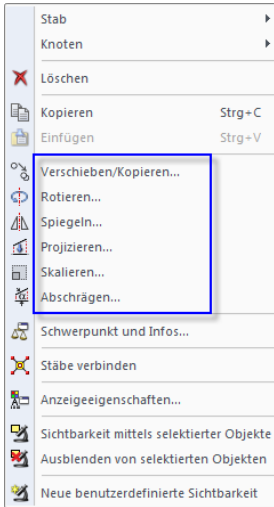 Stab
Knoten
Löschen
Kopieren Strg+C
Einfügen Strg+V
Verschieben/Kopieren...
Rotieren...
Spiegeln...
Projizieren...
Skalieren...
Abschrägen...
Schwerpunkt und Infos...
Stäbe verbinden
Anzeigeeigenschaften...
Sichtbarkeit mittels selektierter Objekte
Ausblenden von selektierten Objekten
Neue benutzerdefinierte Sichtbarkeit